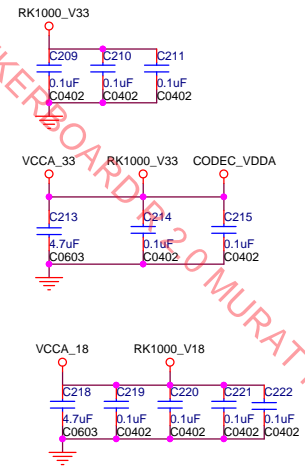 RK1000_V33
C209 C210 C211
0.1uF 0.1uF 0.1uF
C0402 C0402 C0402
VCCA_33 RK1000_V33 CODEC_VDDA
C213 C214 C215
4.7uF 0.1uF 0.1uF
C0603 C0402 C0402
VCCA_18 RK1000_V18
C218 C219 C220 C221 C222
4.7uF 0.1uF 0.1uF 0.1uF 0.1uF
C0603 C0402 C0402 C0402 C0402